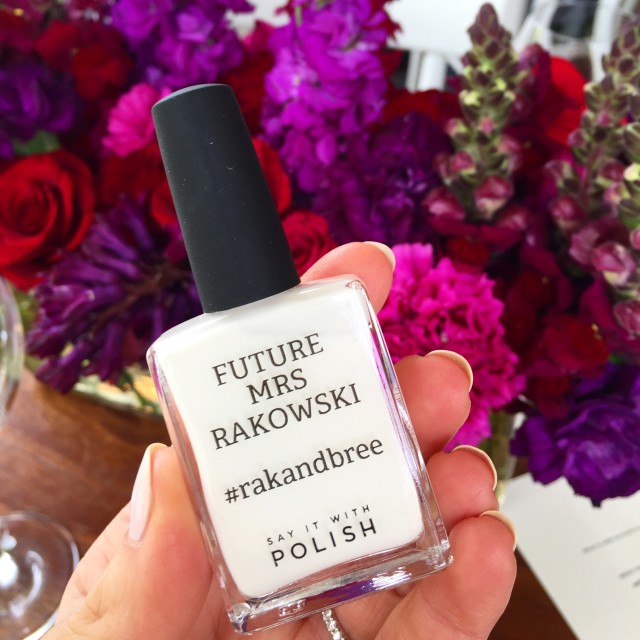 FUTURE
MRS
RAKOWSKI
#rakandbree
SAY IT WITH
POLISH